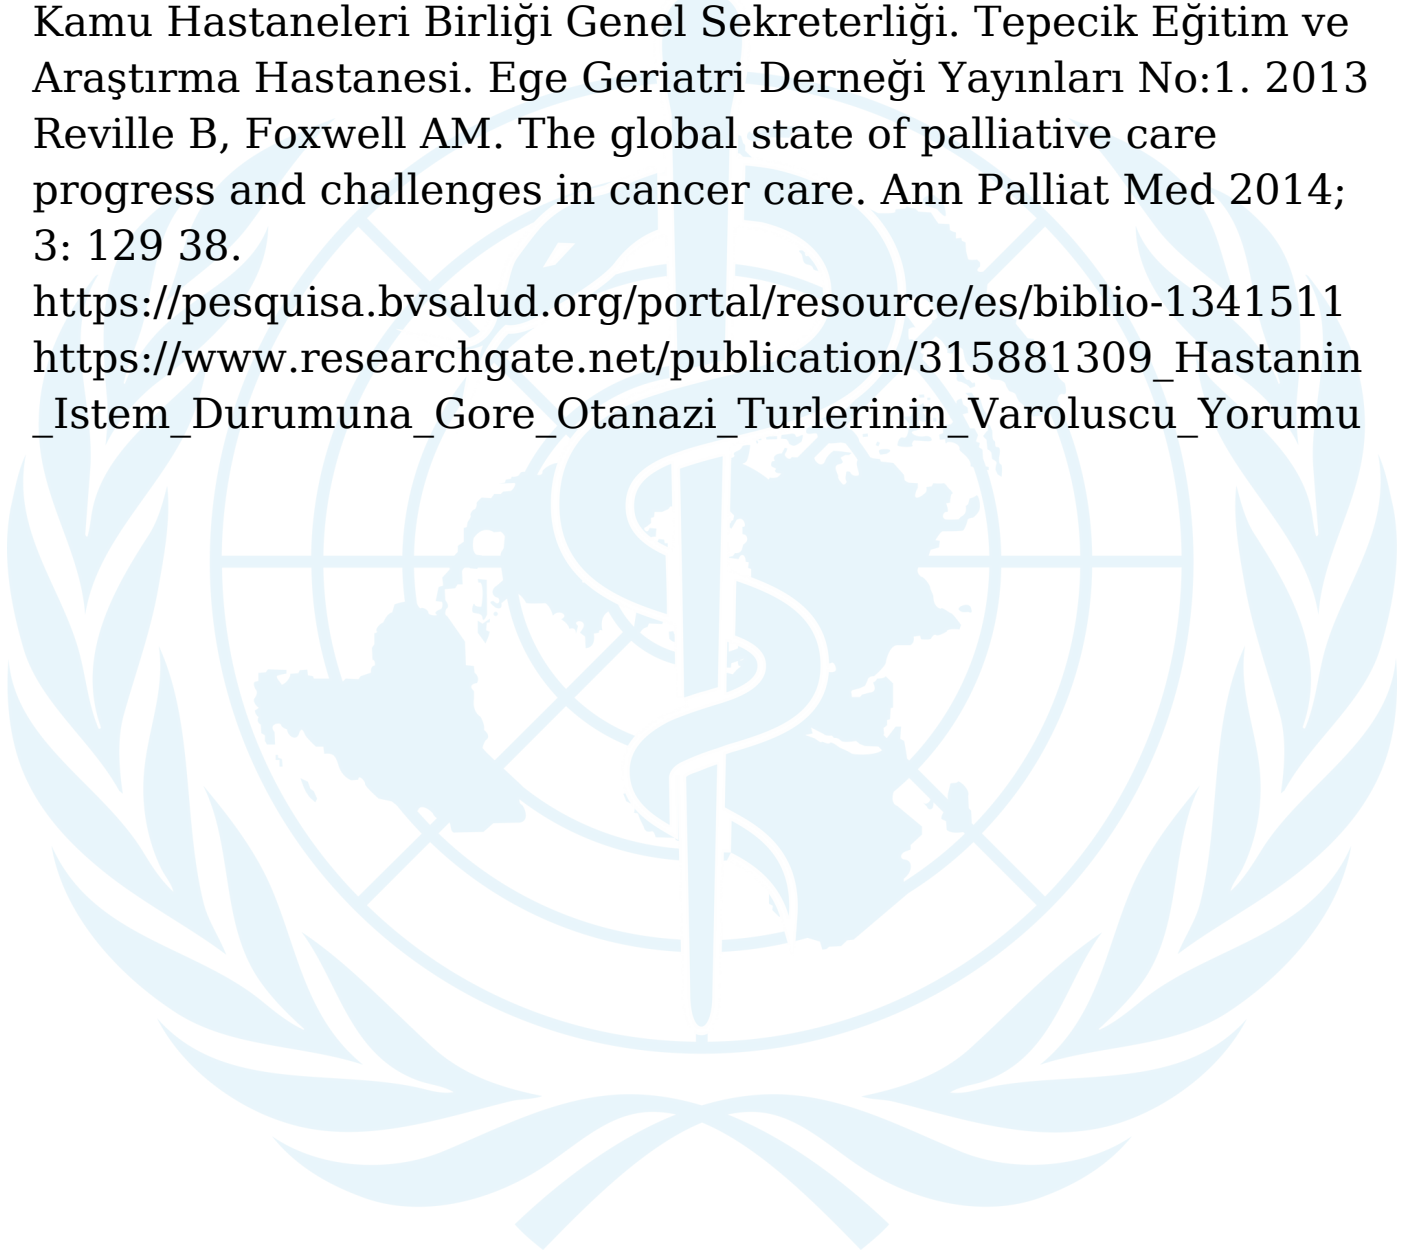 Kamu Hastaneleri Birliği Genel Sekreterliği. Tepecik Eğitim ve
Araştırma Hastanesi. Ege Geriatri Derneği Yayınları No:1. 2013
Reville B, Foxwell AM. The global state of palliative care
progress and challenges in cancer care. Ann Palliat Med 2014;
3: 129 38.
https://pesquisa.bvsalud.org/portal/resource/es/biblio-1341511
https://www.researchgate.net/publication/315881309_Hastanin
_Istem_Durumuna_Gore_Otanazi_Turlerinin_Varoluscu_Yorumu